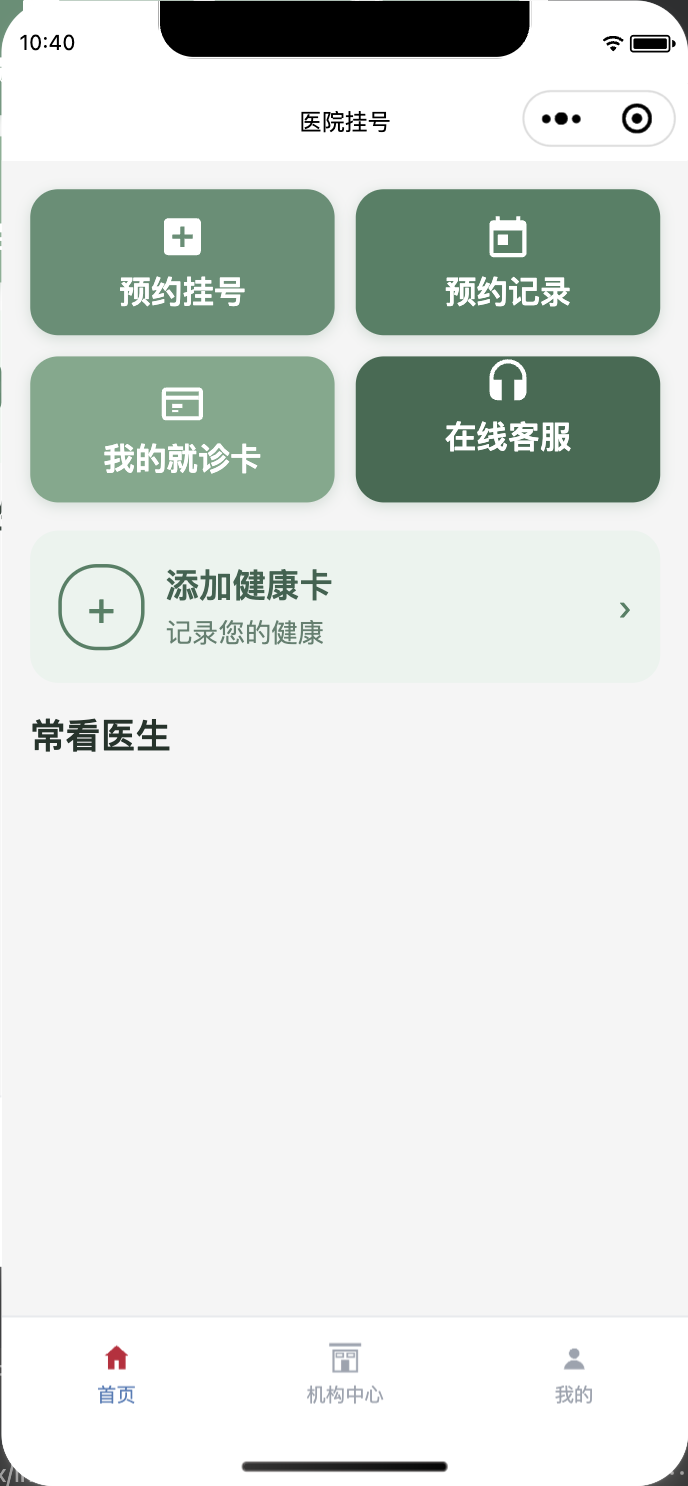 10:40
医院挂号
预约挂号
预约记录
我的就诊卡
在线客服
添加健康卡
记录您的健康
常看医生
首页
机构中心
我的